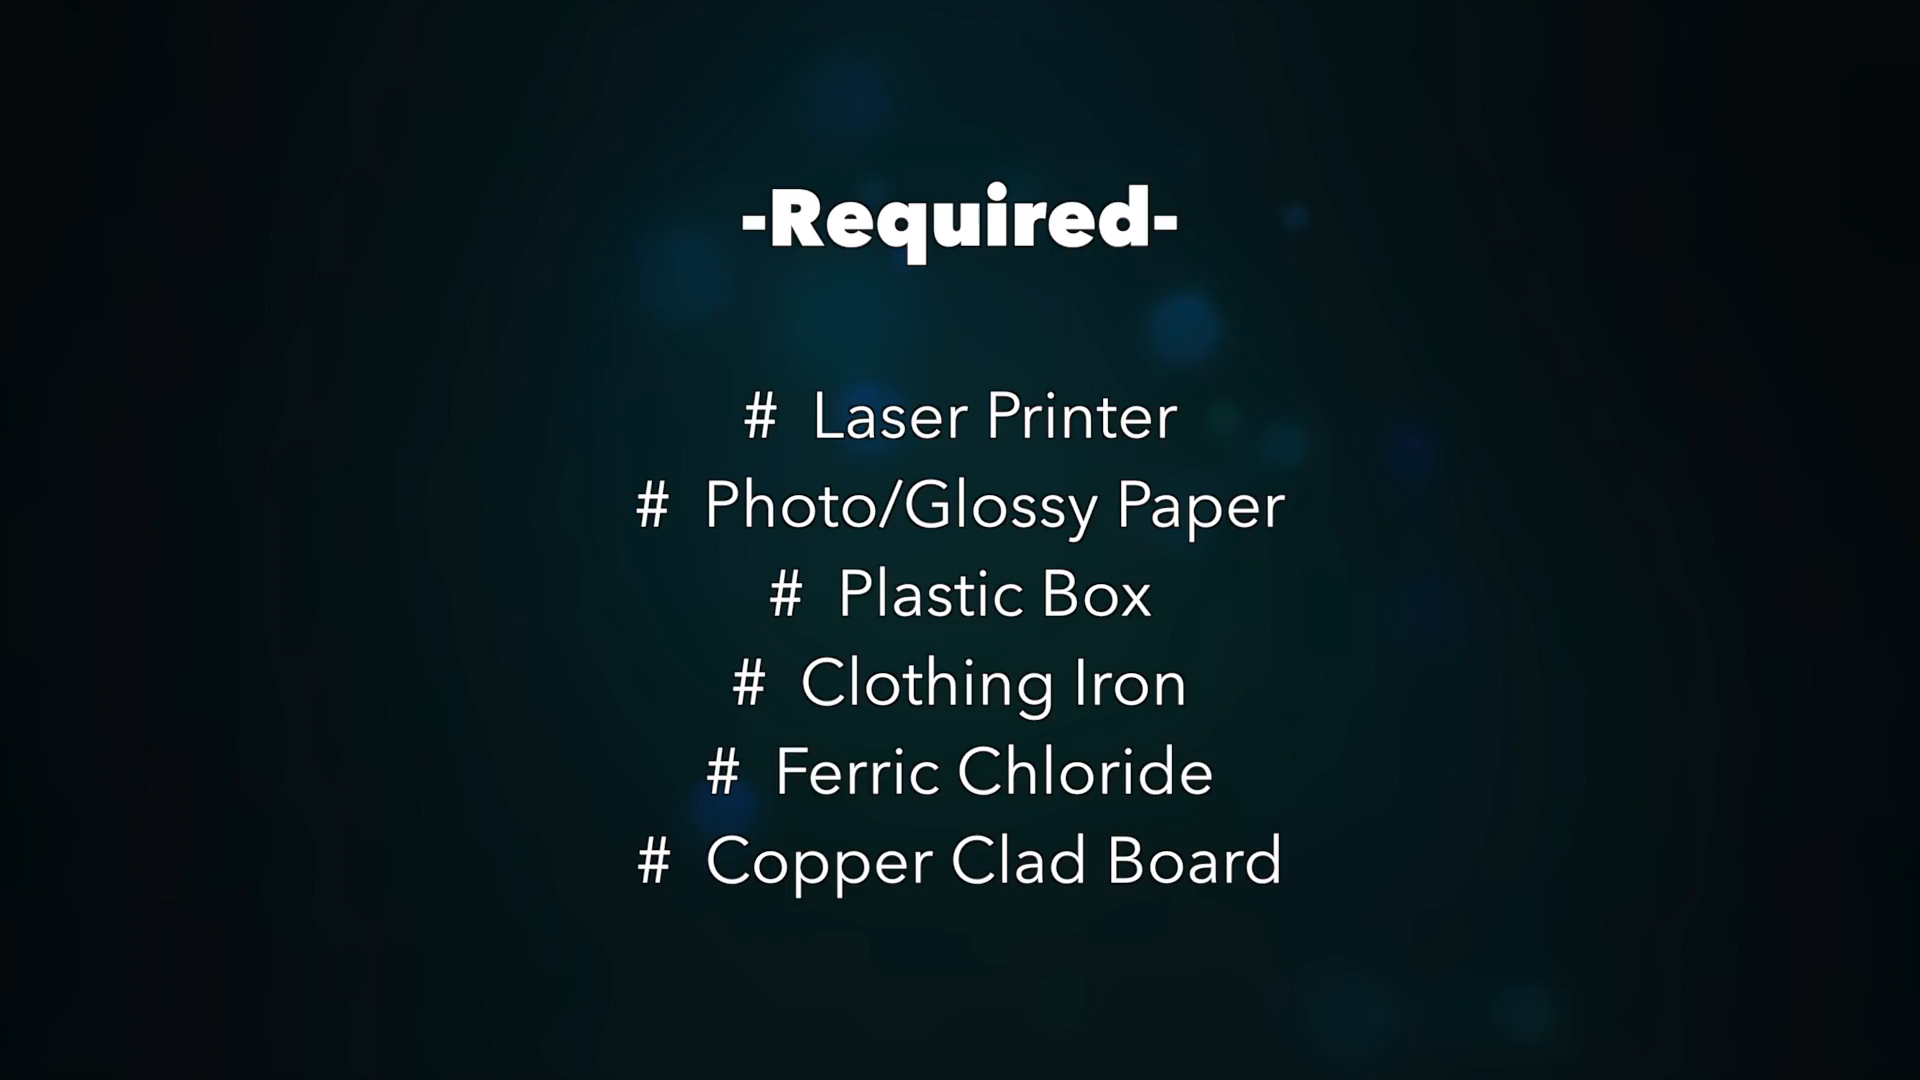 -Required-
# Laser Printer
# Photo/Glossy Paper
# Plastic Box
# Clothing Iron
# Ferric Chloride
# Copper Clad Board